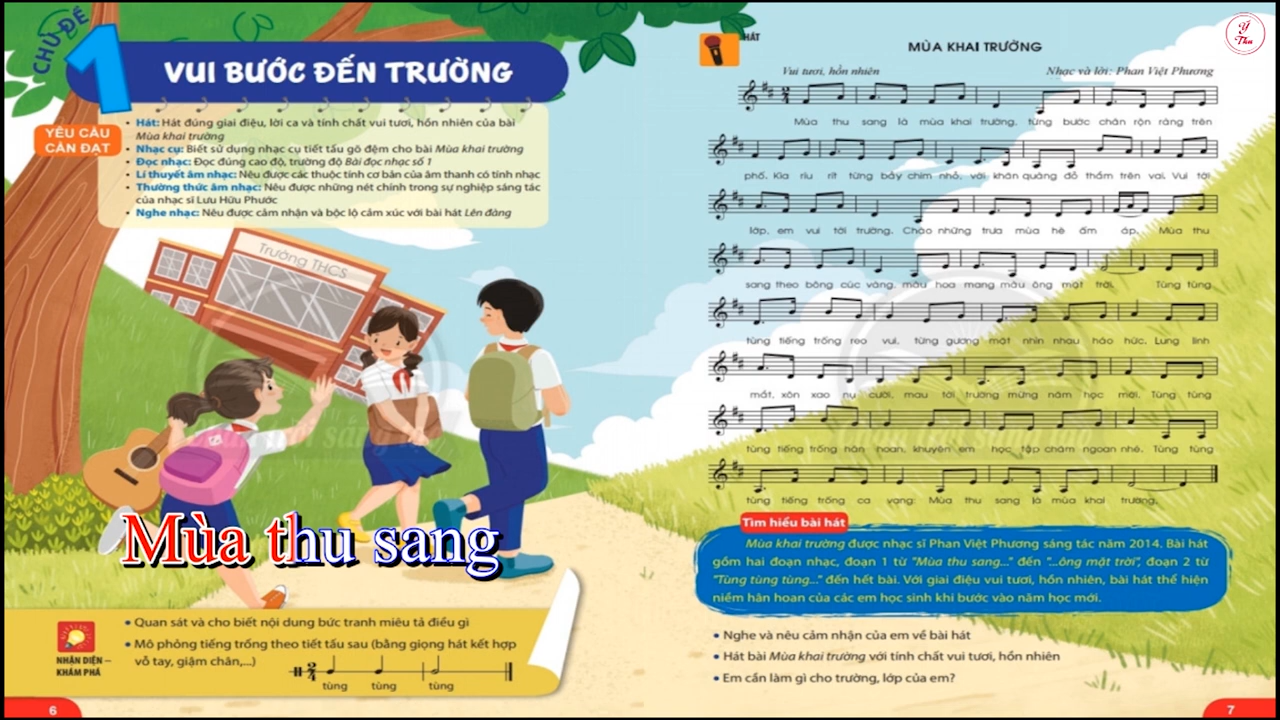 CHỦ ĐỀ
1
VUI BƯỚC ĐẾN TRƯỜNG
YÊU CẦU
CẦN ĐẠT
• Hát: Hát đúng giai điệu, lời ca và tính chất vui tươi, hồn nhiên của bài
Mùa khai trường
• Nhạc cụ: Biết sử dụng nhạc cụ tiết tấu gõ đệm cho bài Mùa khai trường
• Đọc nhạc: Đọc đúng cao độ, trường độ Bài đọc nhạc số 1
• Lí thuyết âm nhạc: Nêu được các thuộc tính cơ bản của âm thanh có tính nhạc
• Thường thức âm nhạc: Nêu được những nét chính trong sự nghiệp sáng tác
của nhạc sĩ Lưu Hữu Phước
• Nghe nhạc: Nêu được cảm nhận và bộc lộ cảm xúc với bài hát Lên đàng
Trường THCS
Mùa thu sang
NHẬN DIỆN –
KHÁM PHÁ
• Quan sát và cho biết nội dung bức tranh miêu tả điều gì
• Mô phỏng tiếng trống theo tiết tấu sau (bằng giọng hát kết hợp
vỗ tay, giậm chân,...)
2
4
tùng tùng tùng
6
HÁT
Ý
Thu
MÙA KHAI TRƯỜNG
Vui tươi, hồn nhiên
Nhạc và lời: Phan Việt Phương
2
4
Mùa thu sang là mùa khai trường, từng bước chân rộn ràng trên
phố. Kìa ríu rít từng bầy chim nhỏ, với khăn quàng đỏ thắm trên vai. Vui tới
lớp, em vui tới trường. Chào những trưa mùa hè ấm áp. Mùa thu
sang theo bông cúc vàng, màu hoa mang màu ông mặt trời. Tùng tùng
tùng tiếng trống reo vui, từng gương mặt nhìn nhau háo hức. Lung linh
mắt, xôn xao nụ cười, mau tới trường mừng năm học mới. Tùng tùng
tùng tiếng trống hân hoan, khuyên em học tập chăm ngoan nhé. Tùng tùng
tùng tiếng trống ca vang: Mùa thu sang là mùa khai trường.
Tìm hiểu bài hát
Mùa khai trường được nhạc sĩ Phan Việt Phương sáng tác năm 2014. Bài hát
gồm hai đoạn nhạc, đoạn 1 từ "Mùa thu sang..." đến "...ông mặt trời", đoạn 2 từ
"Tùng tùng tùng..." đến hết bài. Với giai điệu vui tươi, hồn nhiên, bài hát thể hiện
niềm hân hoan của các em học sinh khi bước vào năm học mới.
• Nghe và nêu cảm nhận của em về bài hát
• Hát bài Mùa khai trường với tính chất vui tươi, hồn nhiên
• Em cần làm gì cho trường, lớp của em?
7